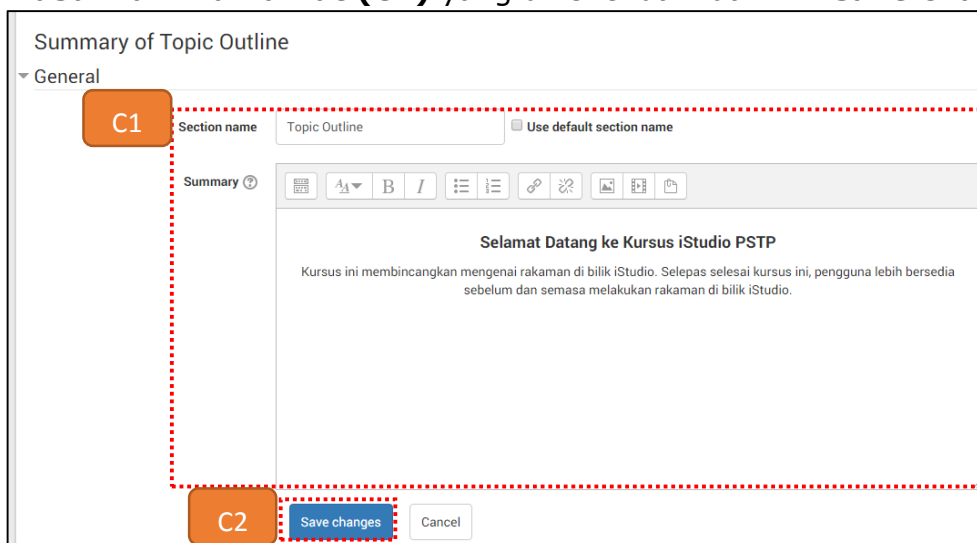 Summary of Topic Outline
General
C1
Section name
Topic Outline
Use default section name
Summary
B I
Selamat Datang ke Kursus iStudio PSTP
Kursus ini membincangkan mengenai rakaman di bilik iStudio. Selepas selesai kursus ini, pengguna lebih bersedia
sebelum dan semasa melakukan rakaman di bilik iStudio.
C2
Save changes
Cancel